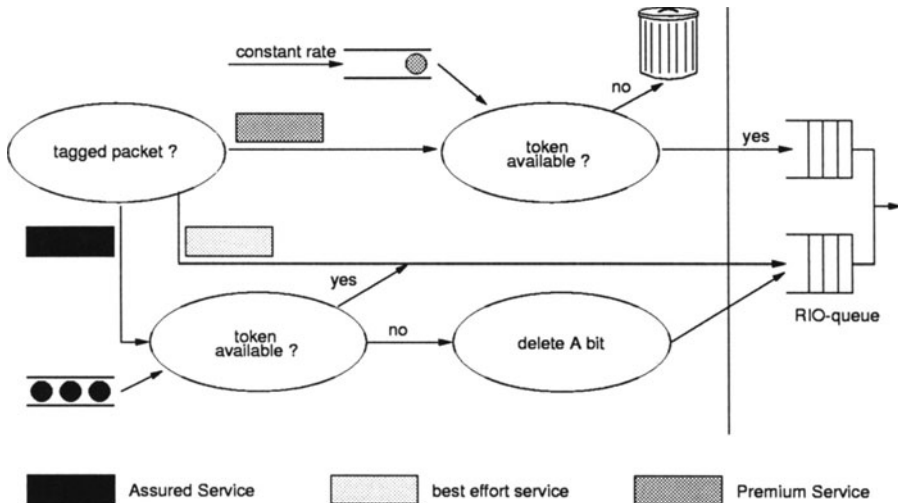 constant rate
no
tagged packet ?
token
available ?
yes
yes
RIO-queue
token
available ?
no
delete A bit
Assured Service
best effort service
Premium Service